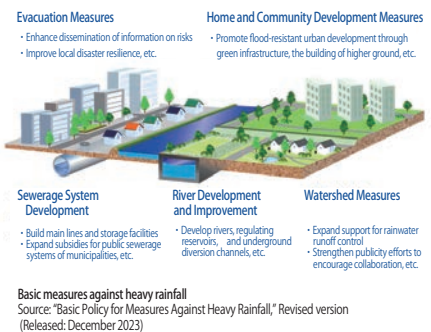 Evacuation Measures
・Enhance dissemination of information on risks
・Improve local disaster resilience, etc.
Home and Community Development Measures
・Promote flood-resistant urban development through
green infrastructure, the building of higher ground, etc.
Sewerage System
Development
・Build main lines and storage facilities
・Expand subsidies for public sewerage
systems of municipalities, etc.
River Development
and Improvement
・Develop rivers, regulating
reservoirs, and underground
diversion channels, etc.
Watershed Measures
・Expand support for rainwater
runoff control
・Strengthen publicity efforts to
encourage collaboration, etc.
Basic measures against heavy rainfall
Source: “Basic Policy for Measures Against Heavy Rainfall,” Revised version
(Released: December 2023)